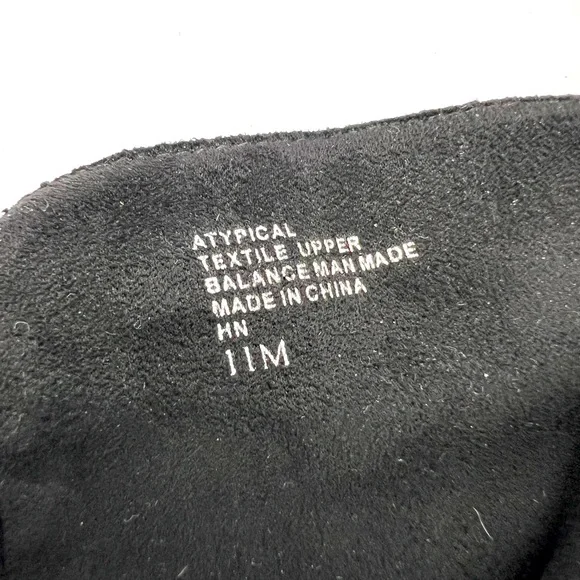 ATYPICAL
TEXTILE UPPER
BALANCE MAN MADE
MADE IN CHINA
HN
11M